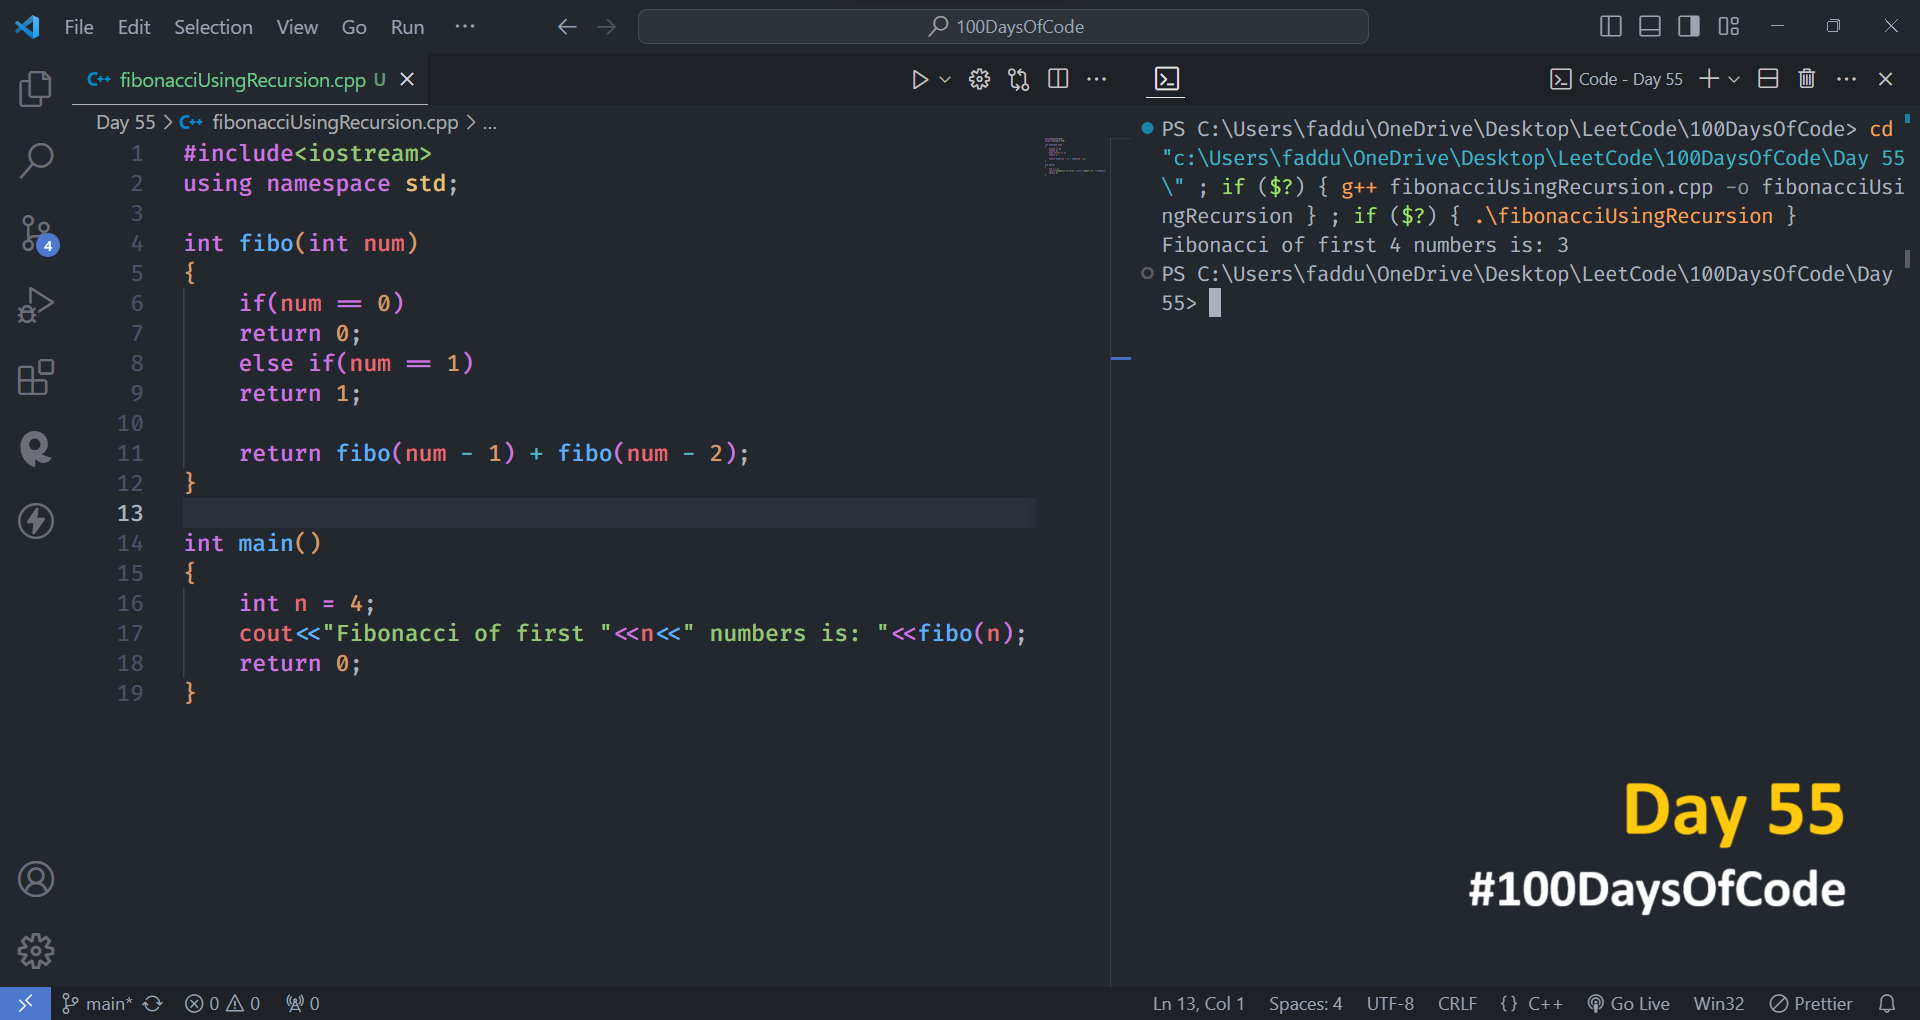 File Edit Selection View Go Run ···
100DaysOfCode
C++ fibonacciUsingRecursion.cpp U
Code - Day 55
Day 55 > C++ fibonacciUsingRecursion.cpp > ...
1 #include<iostream>
2 using namespace std;
3
4 int fibo(int num)
5 {
6 if(num == 0)
7 return 0;
8 else if(num == 1)
9 return 1;
10
11 return fibo(num - 1) + fibo(num - 2);
12 }
13
14 int main()
15 {
16 int n = 4;
17 cout<<"Fibonacci of first "<<n<<" numbers is: "<<fibo(n);
18 return 0;
19 }
PS C:\Users\faddu\OneDrive\Desktop\LeetCode\100DaysOfCode> cd
"c:\Users\faddu\OneDrive\Desktop\LeetCode\100DaysOfCode\Day 55
\" ; if ($?) { g++ fibonacciUsingRecursion.cpp -o fibonacciUsi
ngRecursion } ; if ($?) { .\fibonacciUsingRecursion }
Fibonacci of first 4 numbers is: 3
PS C:\Users\faddu\OneDrive\Desktop\LeetCode\100DaysOfCode\Day
55>
4
Day 55
#100DaysOfCode
main* 0 0 0
Ln 13, Col 1 Spaces: 4 UTF-8 CRLF {} C++ Go Live Win32 Prettier